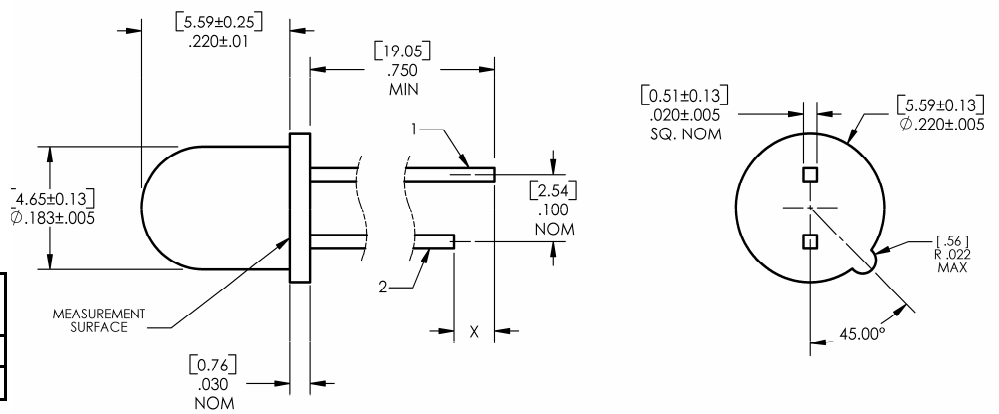 [5.59±0.25]
.220±.01
[19.05]
.750
MIN
1
[4.65±0.13]
Ø.183±.005
[2.54]
.100
NOM
2
MEASUREMENT
SURFACE
X
[0.76]
.030
NOM
[0.51±0.13]
.020±.005
SQ. NOM
[5.59±0.13]
Ø.220±.005
[ .56 ]
R .022
MAX
45.00°